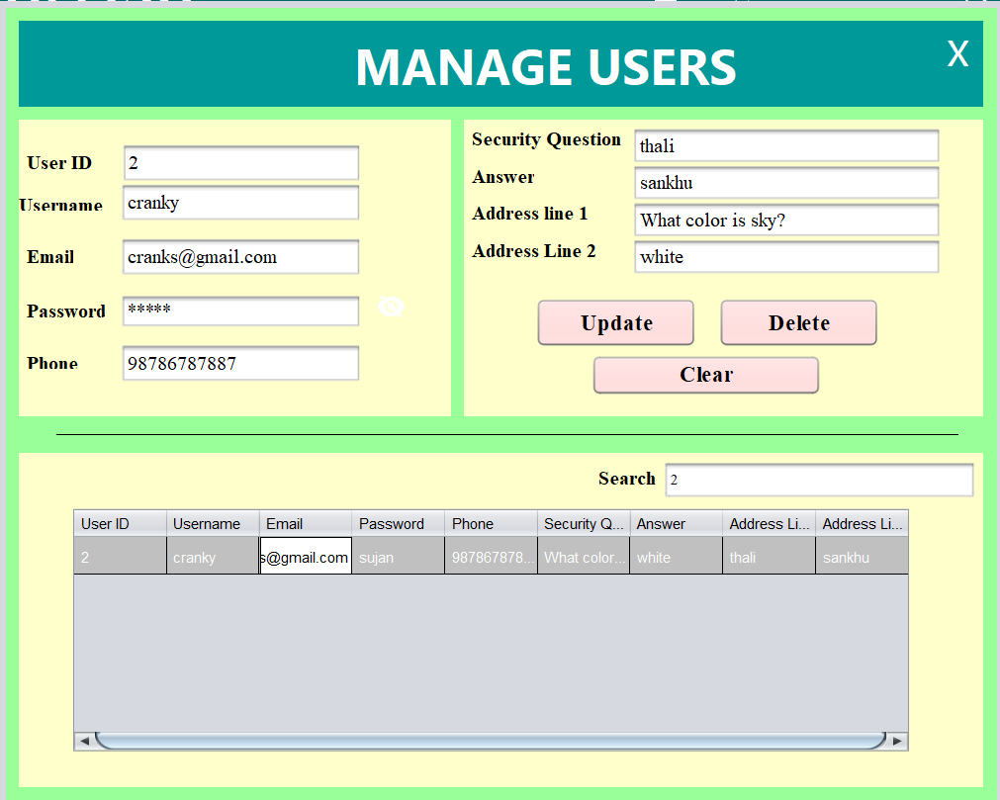 MANAGE USERS
X
User ID 2
Username cranky
Email cranks@gmail.com
Password *****
Phone 98786787887
Security Question thali
Answer sankhu
Address line 1 What color is sky?
Address Line 2 white
Update Delete
Clear
Search 2
User ID Username Email Password Phone Security Q... Answer Address Li... Address Li...
2 cranky s@gmail.com sujan 987867878... What color... white thali sankhu